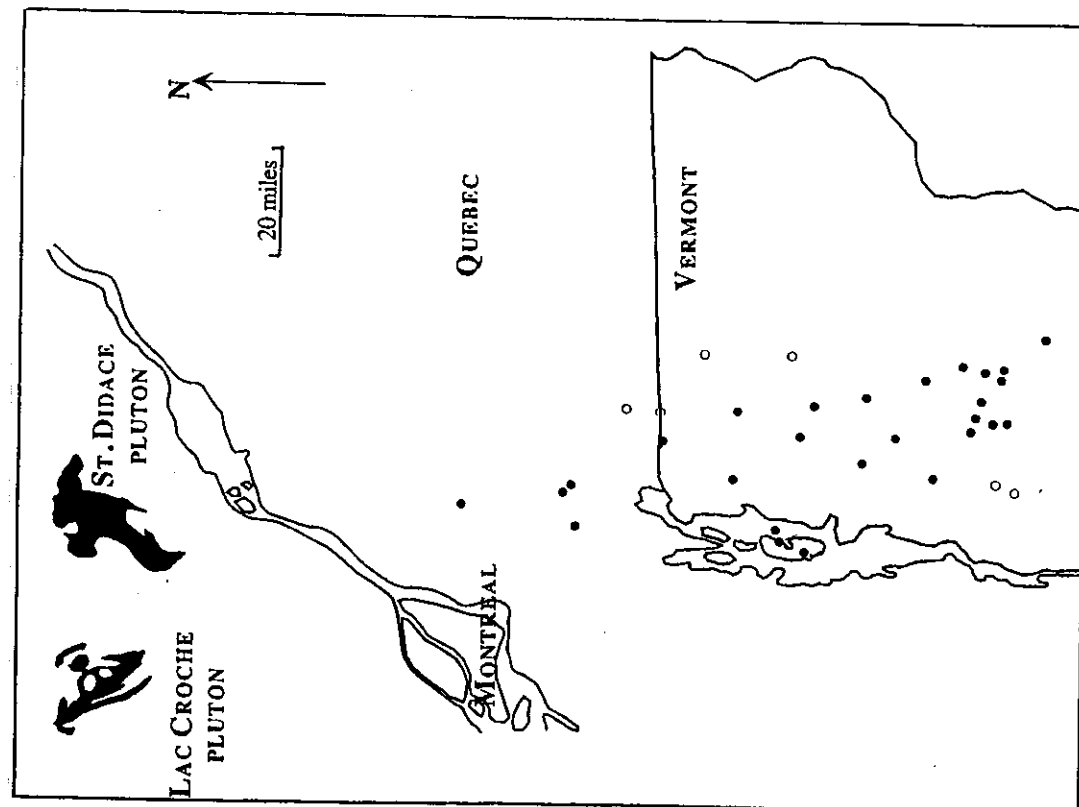 N
20 miles
ST. DIDACE
PLUTON
LAC CROCHE
PLUTON
QUEBEC
MONTREAL
VERMONT